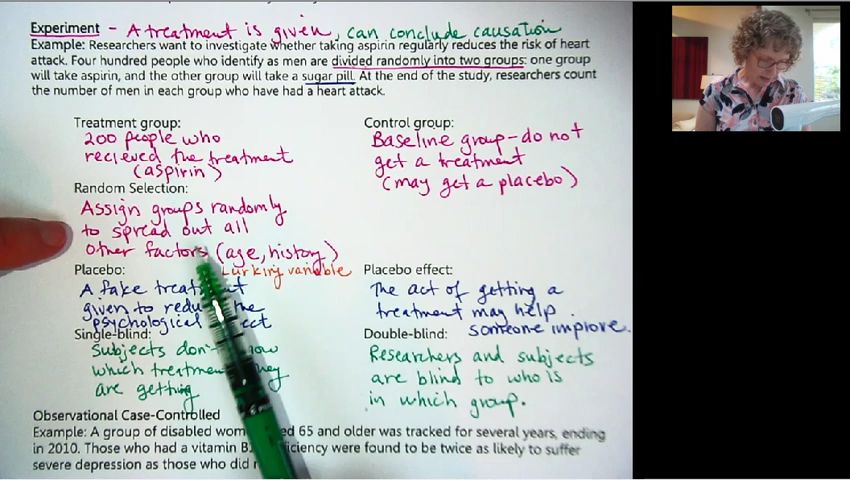 Experiment - A treatment is given, can conclude causation
Example: Researchers want to investigate whether taking aspirin regularly reduces the risk of heart
attack. Four hundred people who identify as men are divided randomly into two groups: one group
will take aspirin, and the other group will take a sugar pill. At the end of the study, researchers count
the number of men in each group who have had a heart attack.
Treatment group:
200 people who
recieved the treatment
(aspirin)
Control group:
Baseline group - do not
get a treatment
(may get a placebo)
Random Selection:
Assign groups randomly
to spread out all
other factors (age, history)
Lurking variable
Placebo:
A fake
given to
psychological
Placebo effect:
The act of getting a
treatment may help
someone improve.
Single-blind:
Subjects
which
are getting
Double-blind:
Researchers and subjects
are blind to who is
in which group.
Observational Case-Controlled
Example: A group of disabled 65 and older was tracked for several years, ending
in 2010. Those who had a vitamin were found to be twice as likely to suffer
severe depression as those who did